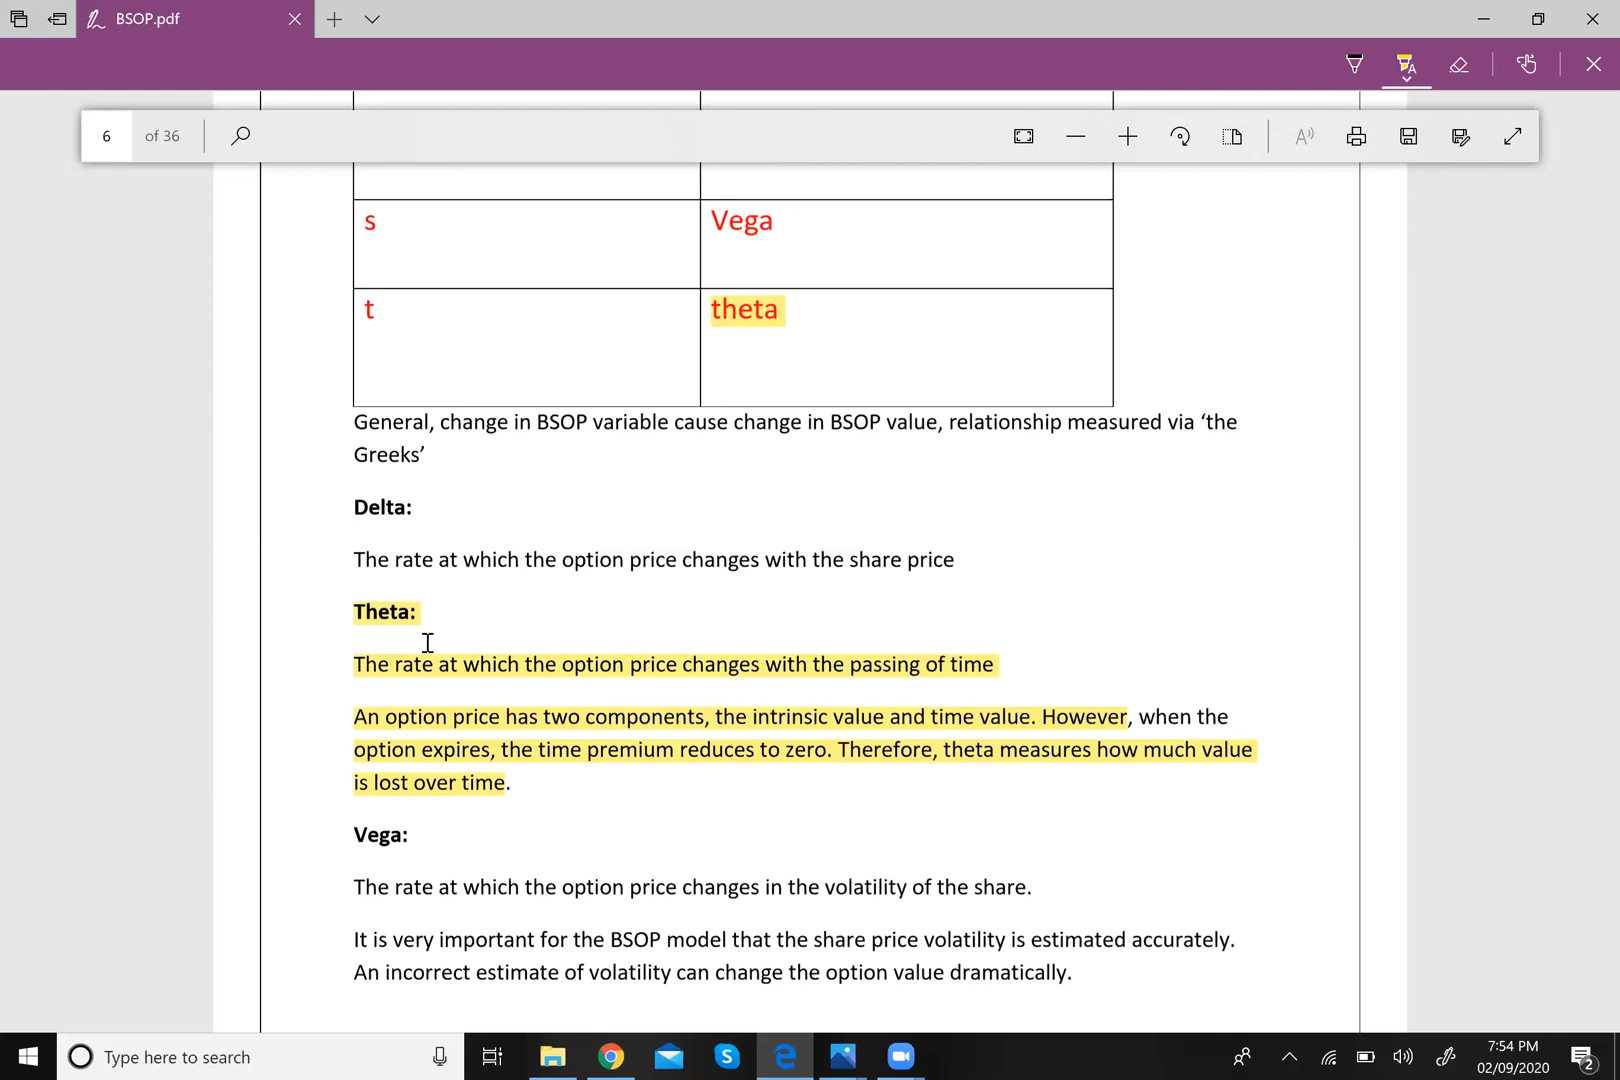 BSOP.pdf
6 of 36
s Vega
t theta
General, change in BSOP variable cause change in BSOP value, relationship measured via ‘the
Greeks’
Delta:
The rate at which the option price changes with the share price
Theta:
The rate at which the option price changes with the passing of time
An option price has two components, the intrinsic value and time value. However, when the
option expires, the time premium reduces to zero. Therefore, theta measures how much value
is lost over time.
Vega:
The rate at which the option price changes in the volatility of the share.
It is very important for the BSOP model that the share price volatility is estimated accurately.
An incorrect estimate of volatility can change the option value dramatically.
Type here to search
7:54 PM
02/09/2020
2